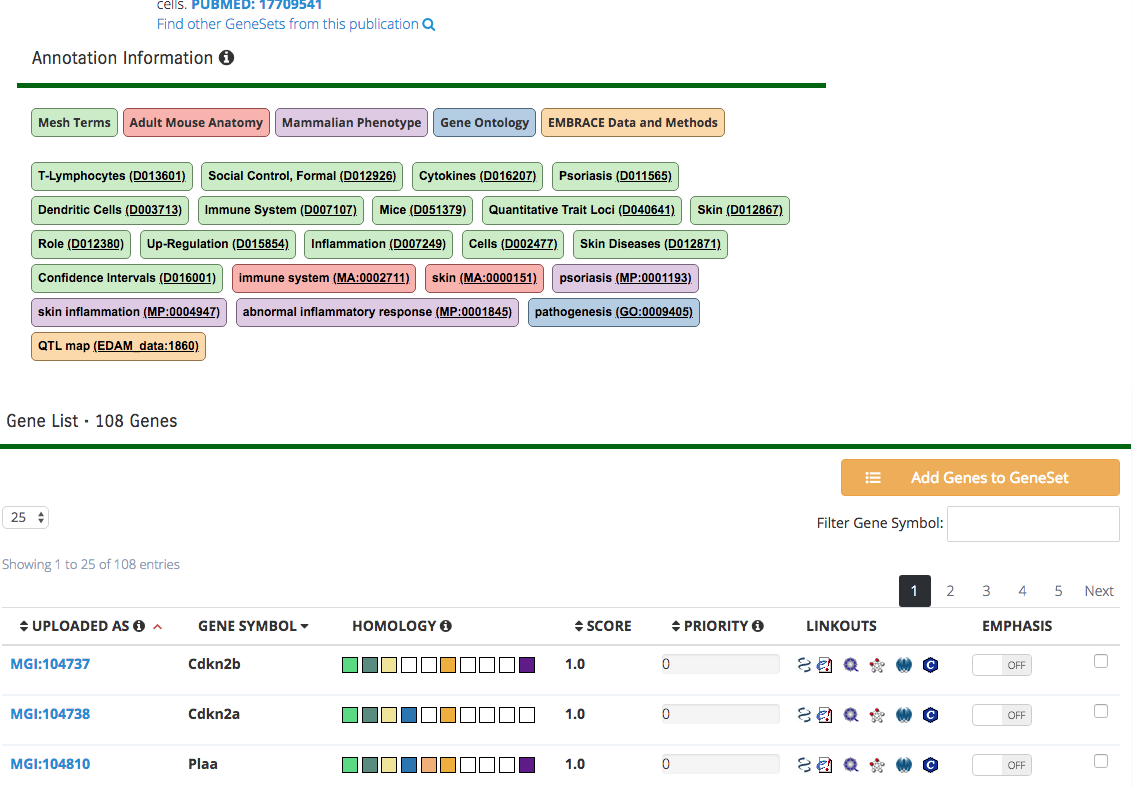 cells. PUBMED: 17709541
Find other GeneSets from this publication
Annotation Information
Mesh Terms Adult Mouse Anatomy Mammalian Phenotype Gene Ontology EMBRACE Data and Methods
T-Lymphocytes (D013601) Social Control, Formal (D012926) Cytokines (D016207) Psoriasis (D011565)
Dendritic Cells (D003713) Immune System (D007107) Mice (D051379) Quantitative Trait Loci (D040641) Skin (D012867)
Role (D012380) Up-Regulation (D015854) Inflammation (D007249) Cells (D002477) Skin Diseases (D012871)
Confidence Intervals (D016001) immune system (MA:0002711) skin (MA:0000151) psoriasis (MP:0001193)
skin inflammation (MP:0004947) abnormal inflammatory response (MP:0001845) pathogenesis (GO:0009405)
QTL map (EDAM_data:1860)
Gene List · 108 Genes
Add Genes to GeneSet
25
Filter Gene Symbol:
Showing 1 to 25 of 108 entries
1 2 3 4 5 Next
UPLOADED AS GENE SYMBOL HOMOLOGY SCORE PRIORITY LINKOUTS EMPHASIS
MGI:104737 Cdkn2b 1.0 0 C OFF
MGI:104738 Cdkn2a 1.0 0 C OFF
MGI:104810 Plaa 1.0 0 C OFF